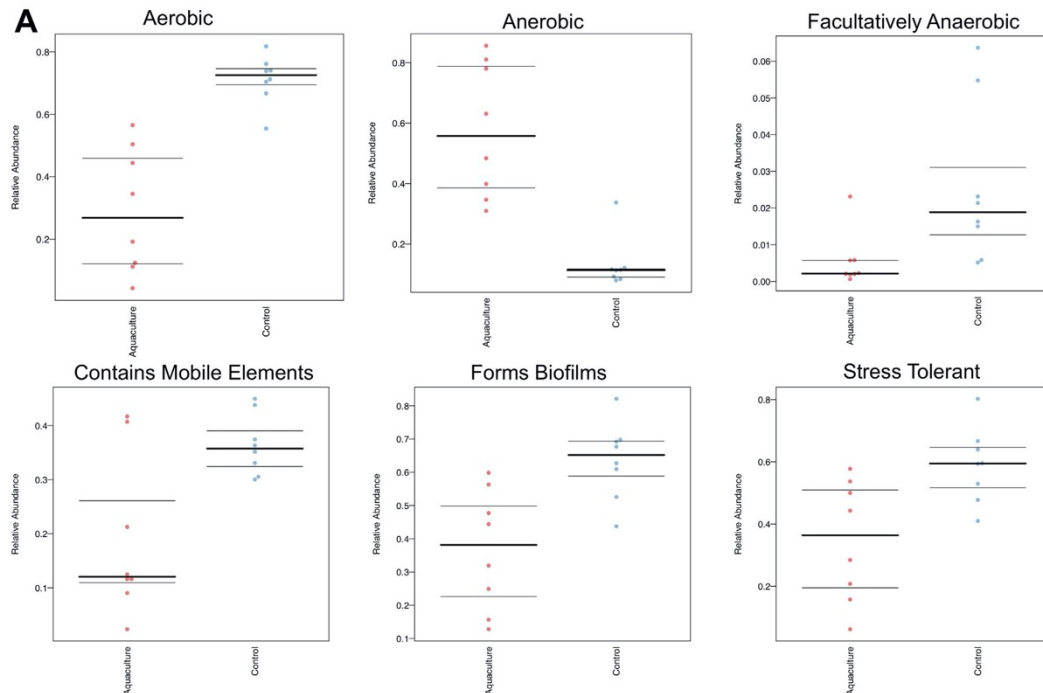 A
Aerobic
Relative Abundance
0.8
0.6
0.4
0.2
Aquaculture
Control
Anerobic
Relative Abundance
0.8
0.6
0.4
0.2
Aquaculture
Control
Facultatively Anaerobic
Relative Abundance
0.06
0.05
0.04
0.03
0.02
0.01
0.00
Aquaculture
Control
Contains Mobile Elements
Relative Abundance
0.4
0.3
0.2
0.1
Aquaculture
Control
Forms Biofilms
Relative Abundance
0.8
0.7
0.6
0.5
0.4
0.3
0.2
0.1
Aquaculture
Control
Stress Tolerant
Relative Abundance
0.8
0.6
0.4
0.2
Aquaculture
Control